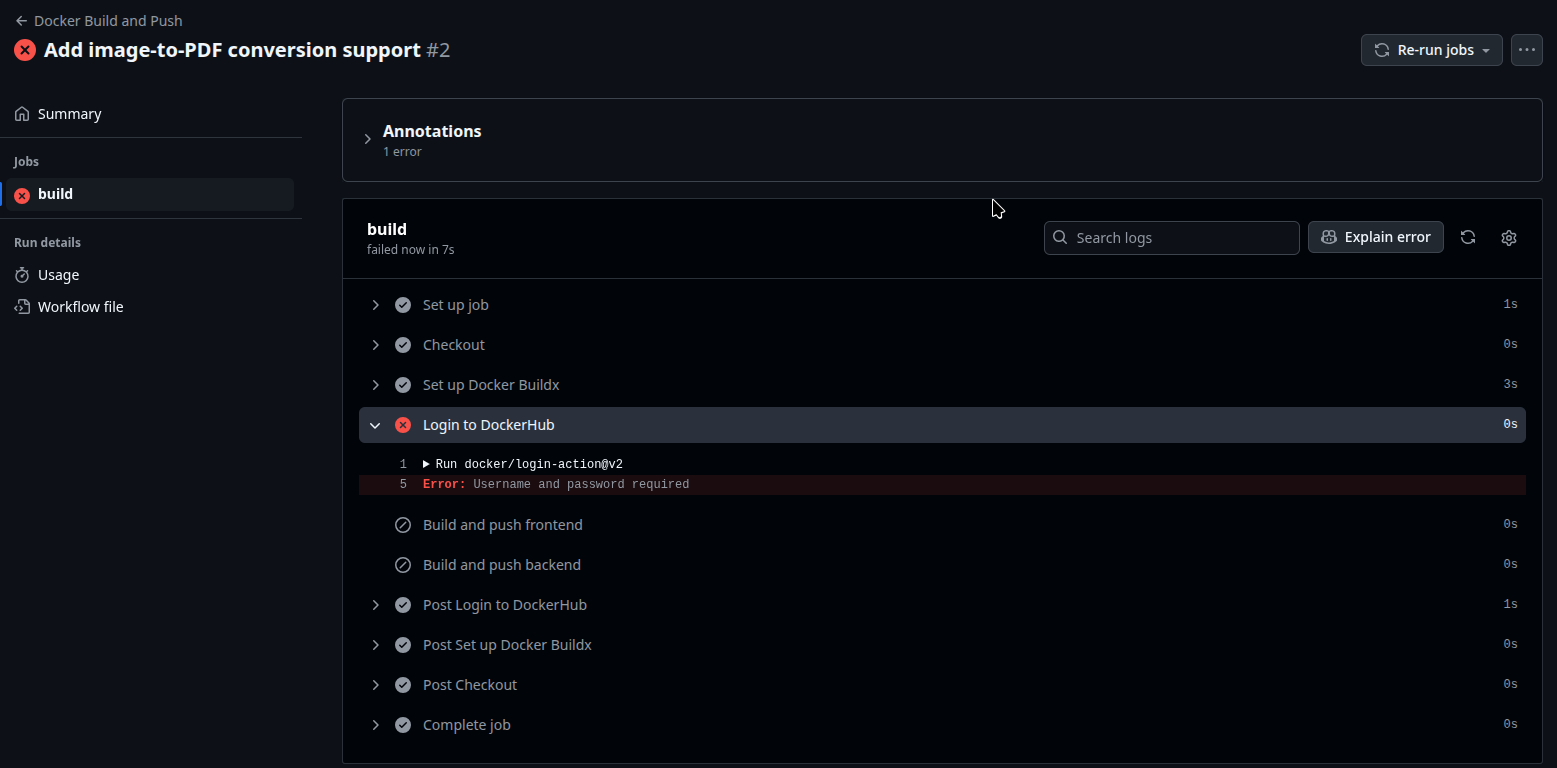 Docker Build and Push
Add image-to-PDF conversion support #2
Re-run jobs
Summary
Jobs
build
Run details
Usage
Workflow file
Annotations
1 error
build
failed now in 7s
Search logs
Explain error
Set up job 1s
Checkout 0s
Set up Docker Buildx 3s
Login to DockerHub 0s
1 Run docker/login-action@v2
5 Error: Username and password required
Build and push frontend 0s
Build and push backend 0s
Post Login to DockerHub 1s
Post Set up Docker Buildx 0s
Post Checkout 0s
Complete job 0s